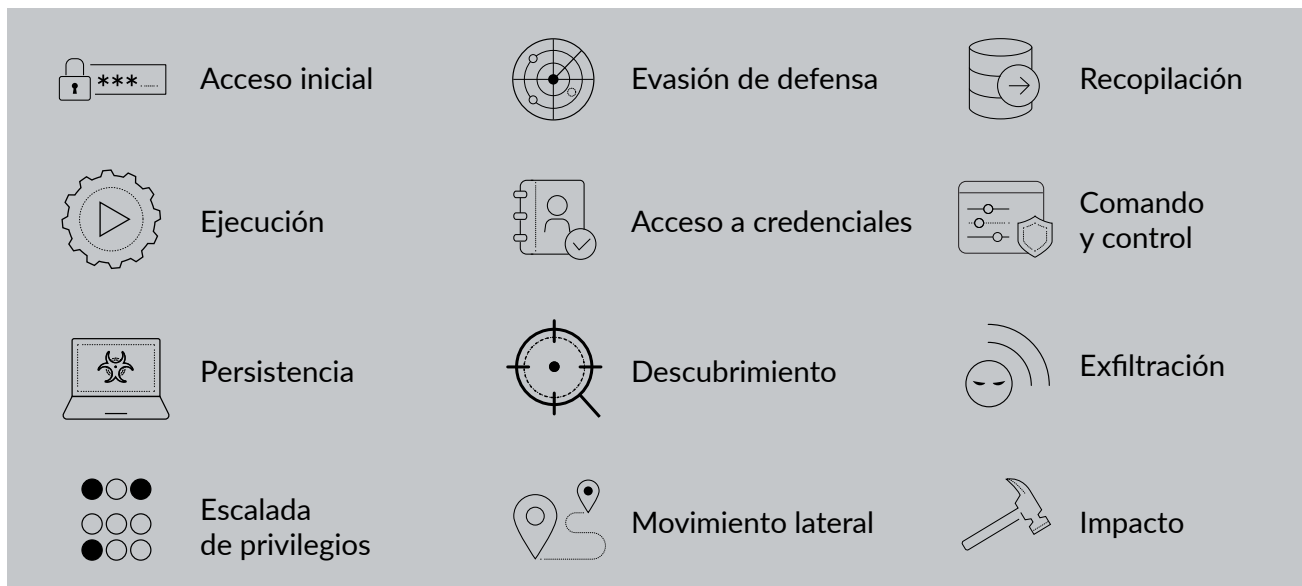 Acceso inicial
Ejecución
Persistencia
Escalada
de privilegios
Evasión de defensa
Acceso a credenciales
Descubrimiento
Movimiento lateral
Recopilación
Comando
y control
Exfiltración
Impacto